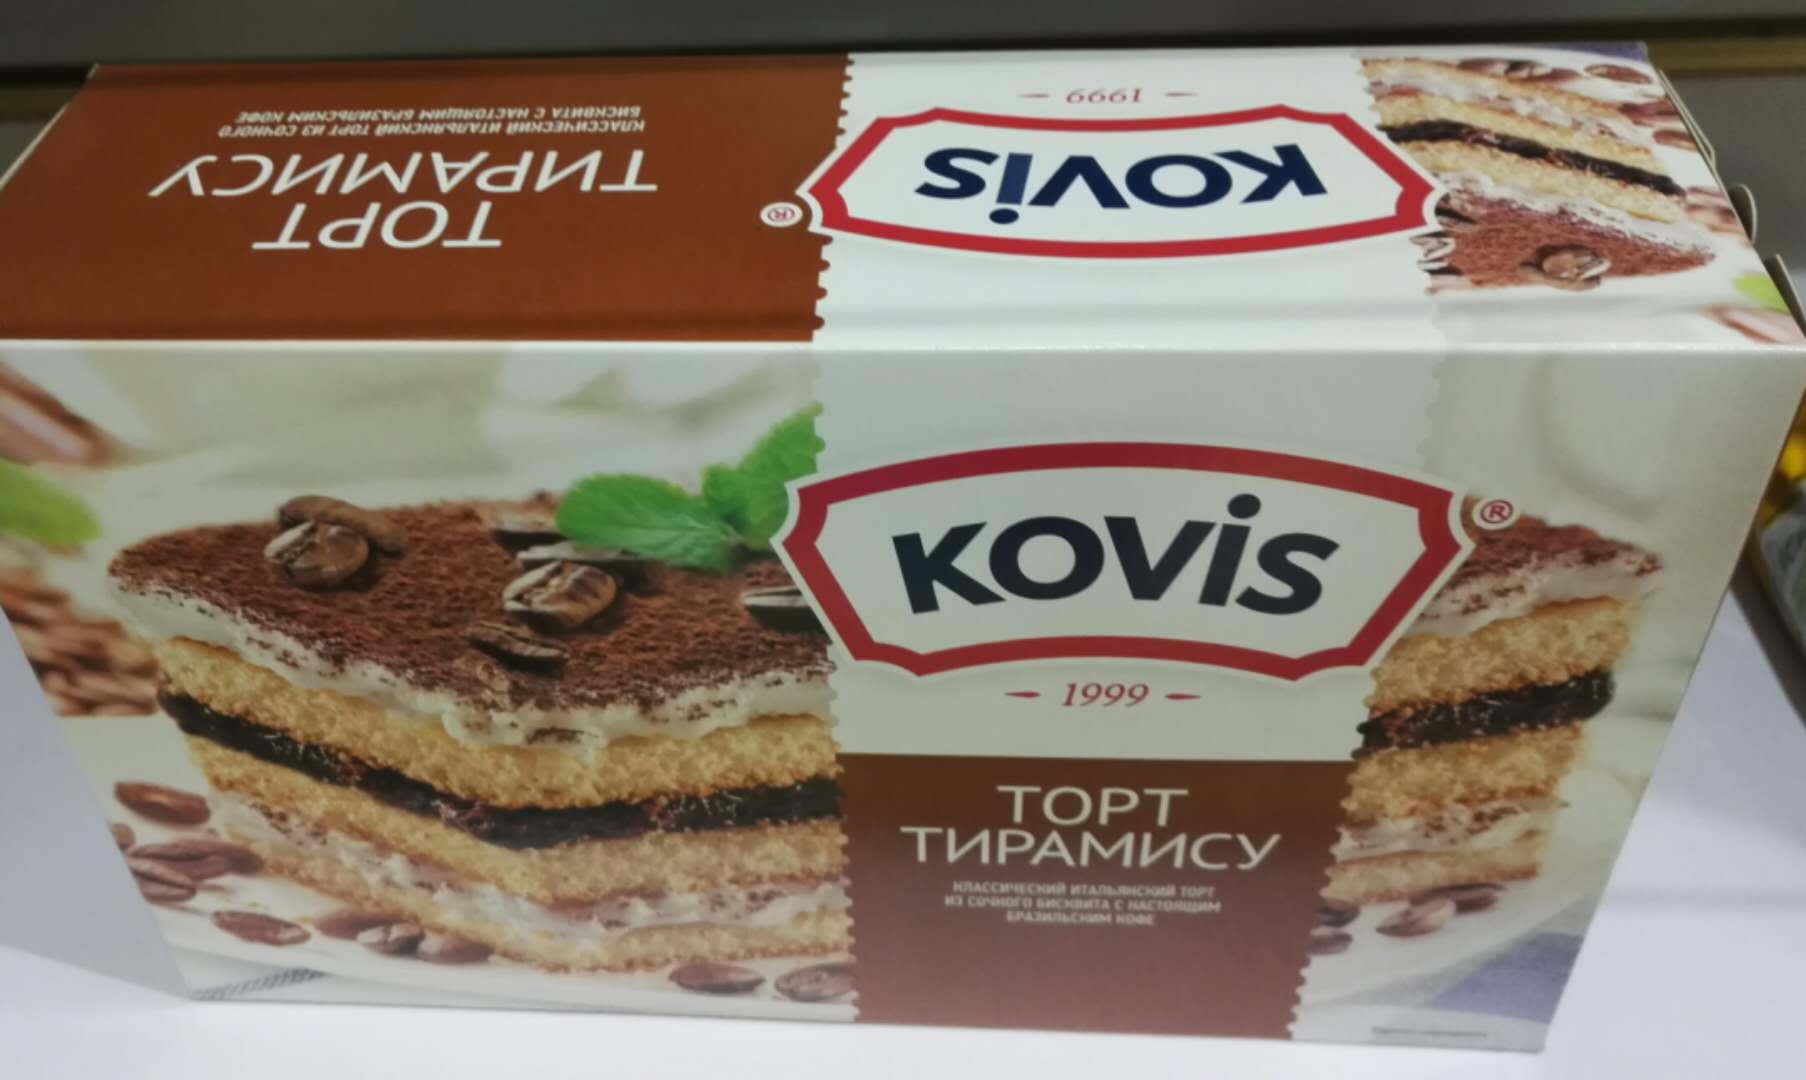 ТОРТ
ТИРАМИСУ
КЛАССИЧЕСКИЙ ИТАЛЬЯНСКИЙ ТОРТ ИЗ СОЧНОГО
БИСКВИТА С НАСТОЯЩИМ БРАЗИЛЬСКИМ КОФЕ
KOViS
®
1999
KOViS
®
1999
ТОРТ
ТИРАМИСУ
КЛАССИЧЕСКИЙ ИТАЛЬЯНСКИЙ ТОРТ
ИЗ СОЧНОГО БИСКВИТА С НАСТОЯЩИМ
БРАЗИЛЬСКИМ КОФЕ